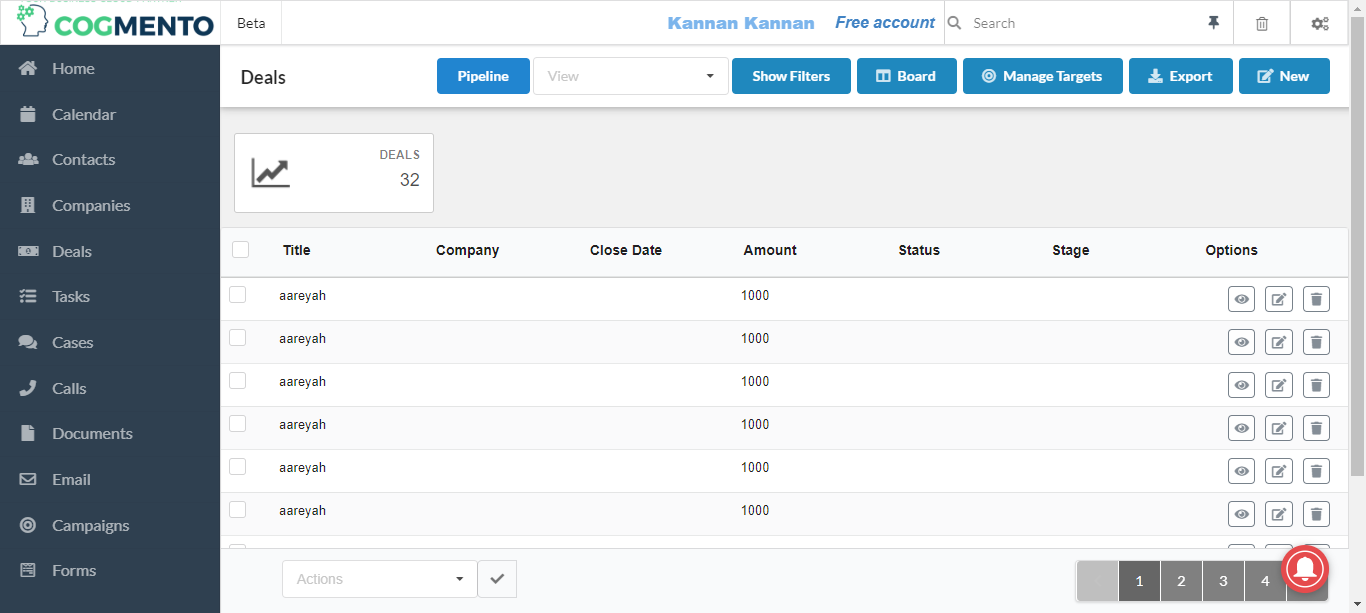 COGMENTO
Beta
Kannan Kannan
Free account
Search
Home
Calendar
Contacts
Companies
Deals
Tasks
Cases
Calls
Documents
Email
Campaigns
Forms
Deals
Pipeline
View
Show Filters
Board
Manage Targets
Export
New
DEALS
32
Title Company Close Date Amount Status Stage Options
aareyah 1000
aareyah 1000
aareyah 1000
aareyah 1000
aareyah 1000
aareyah 1000
Actions
1 2 3 4